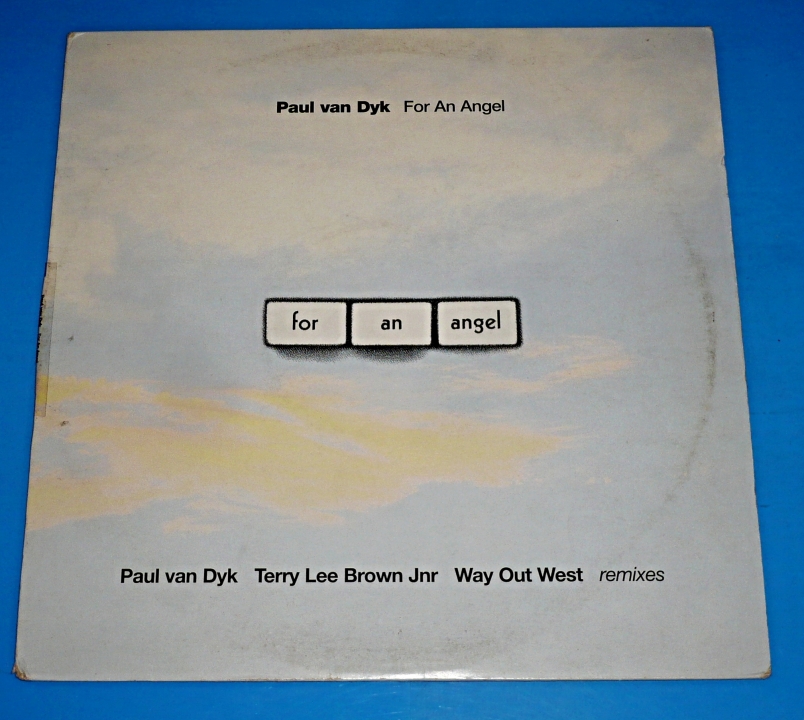 Paul van Dyk For An Angel
for an angel
Paul van Dyk Terry Lee Brown Jnr Way Out West remixes